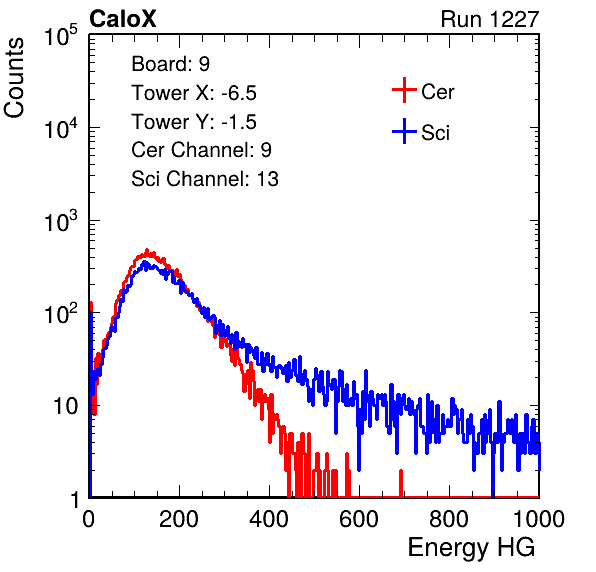 CaloX Run 1227
Counts
10^5
10^4
10^3
10^2
10
1
Board: 9
Tower X: -6.5
Tower Y: -1.5
Cer Channel: 9
Sci Channel: 13
Cer
Sci
0 200 400 600 800 1000
Energy HG